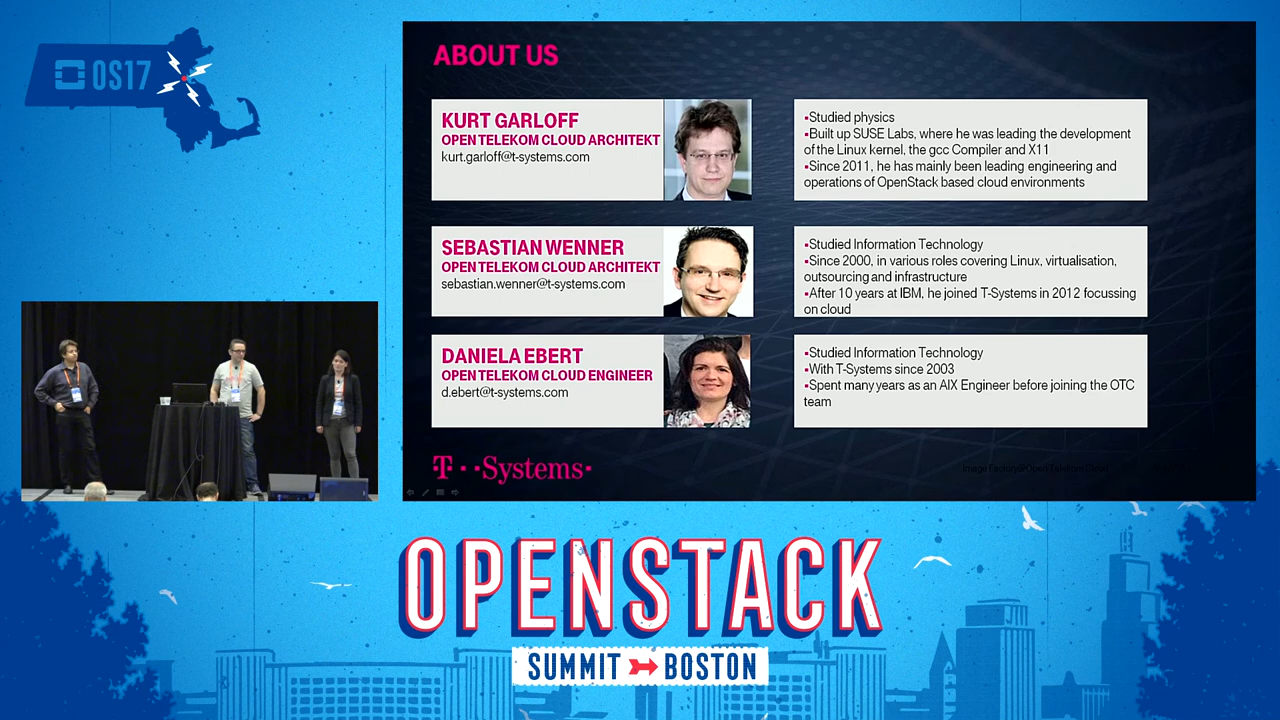 OS17
ABOUT US
KURT GARLOFF
OPEN TELEKOM CLOUD ARCHITEKT
kurt.garloff@t-systems.com
▪Studied physics
▪Built up SUSE Labs, where he was leading the development
of the Linux kernel, the gcc Compiler and X11
▪Since 2011, he has mainly been leading engineering and
operations of OpenStack based cloud environments
SEBASTIAN WENNER
OPEN TELEKOM CLOUD ARCHITEKT
sebastian.wenner@t-systems.com
▪Studied Information Technology
▪Since 2000, in various roles covering Linux, virtualisation,
outsourcing and infrastructure
▪After 10 years at IBM, he joined T-Systems in 2012 focussing
on cloud
DANIELA EBERT
OPEN TELEKOM CLOUD ENGINEER
d.ebert@t-systems.com
▪Studied Information Technology
▪With T-Systems since 2003
▪Spent many years as an AIX Engineer before joining the OTC
team
T··Systems·
Image Factory@Open Telekom Cloud
OPENSTACK
SUMMIT BOSTON